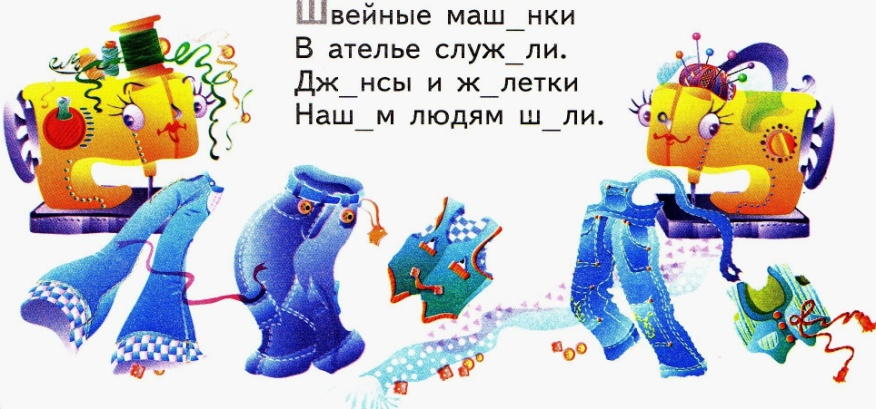 Швейные маш_нки
В ателье служ_ли.
Дж_нсы и ж_летки
Наш_м людям ш_ли.